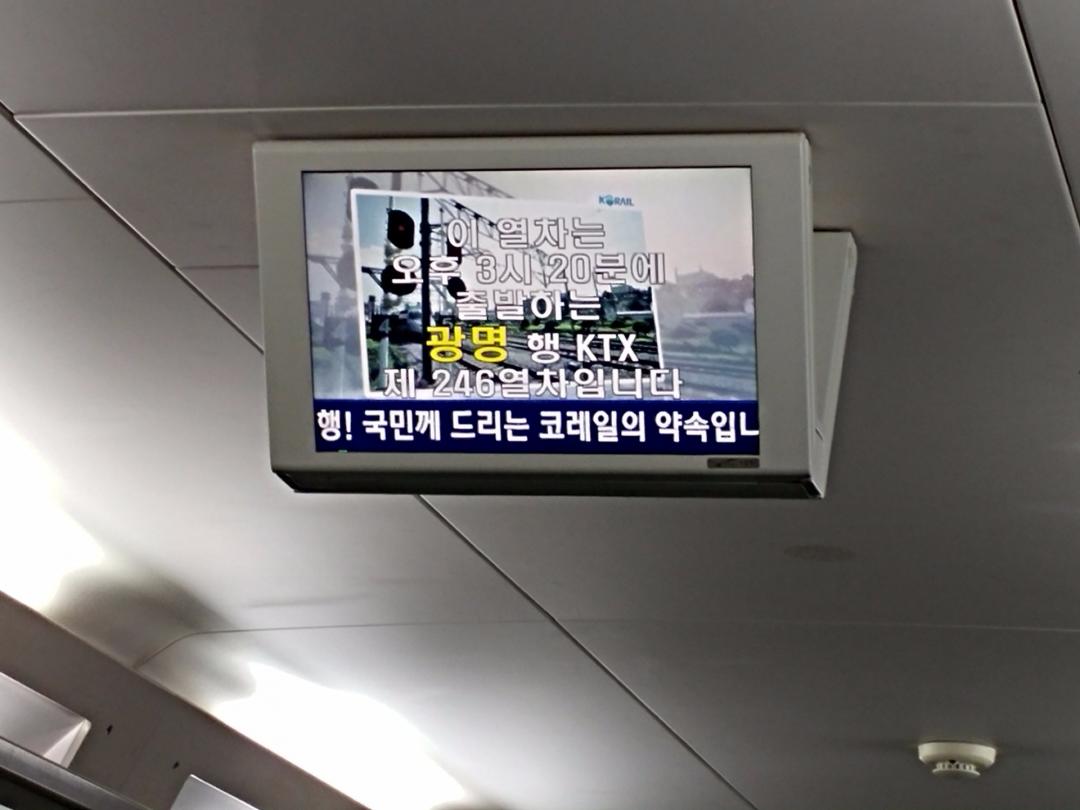 KORAIL
이 열차는
오후 3시 20분에
출발하는
광명 행 KTX
제 246열차입니다
행! 국민께 드리는 코레일의 약속입니